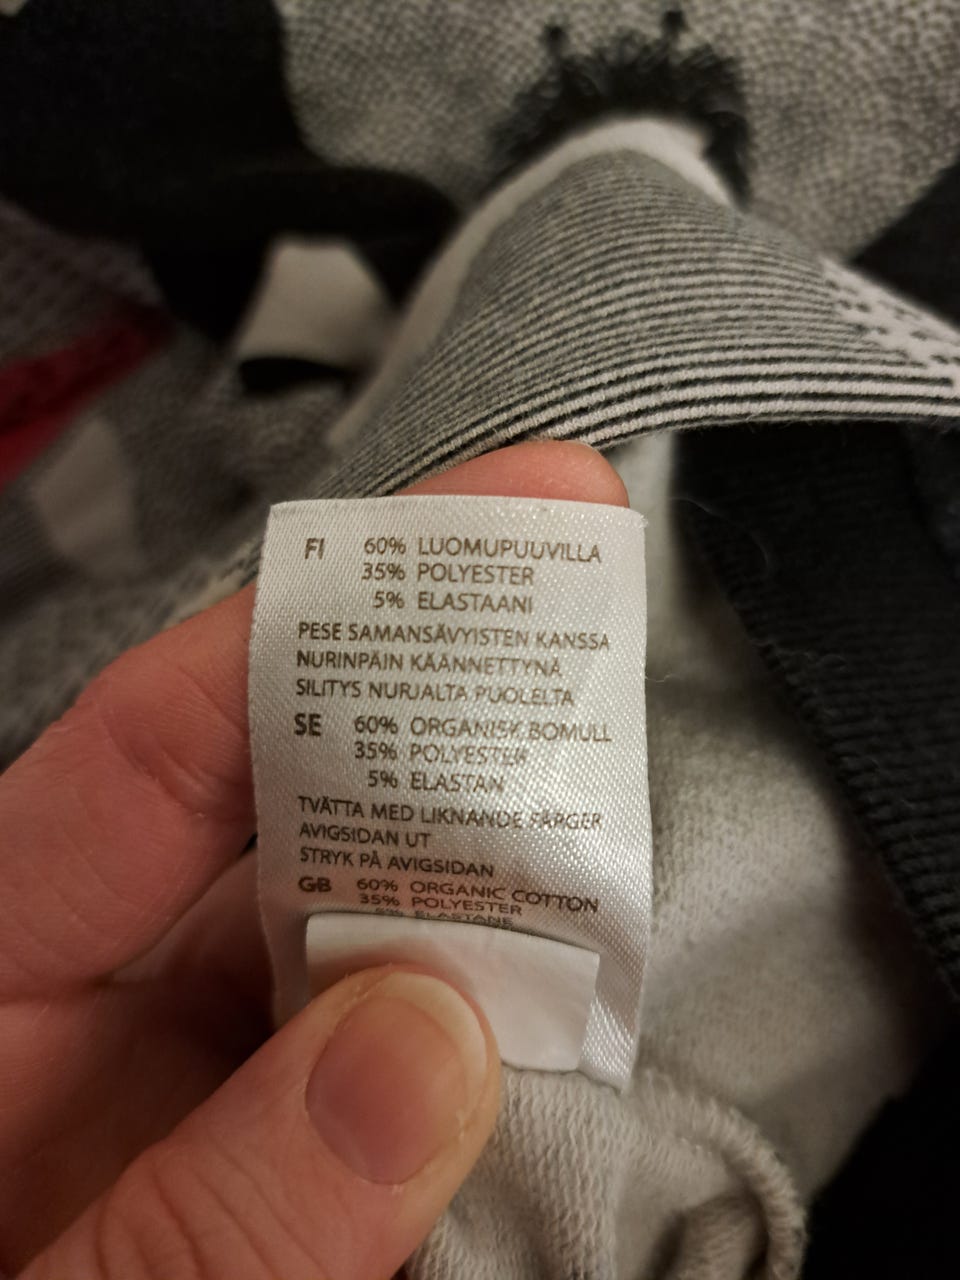 FI 60% LUOMUPUUVILLA
35% POLYESTER
5% ELASTAANI
PESE SAMANSÄVYISTEN KANSSA
NURINPÄIN KÄÄNNETTYNÄ
SILITYS NURJALTA PUOLELTA
SE 60% ORGANISK BOMULL
35% POLYESTER
5% ELASTAN
TVÄTTA MED LIKNANDE FÄRGER
AVIGSIDAN UT
STRYK PÅ AVIGSIDAN
GB 60% ORGANIC COTTON
35% POLYESTER
5% ELASTANE